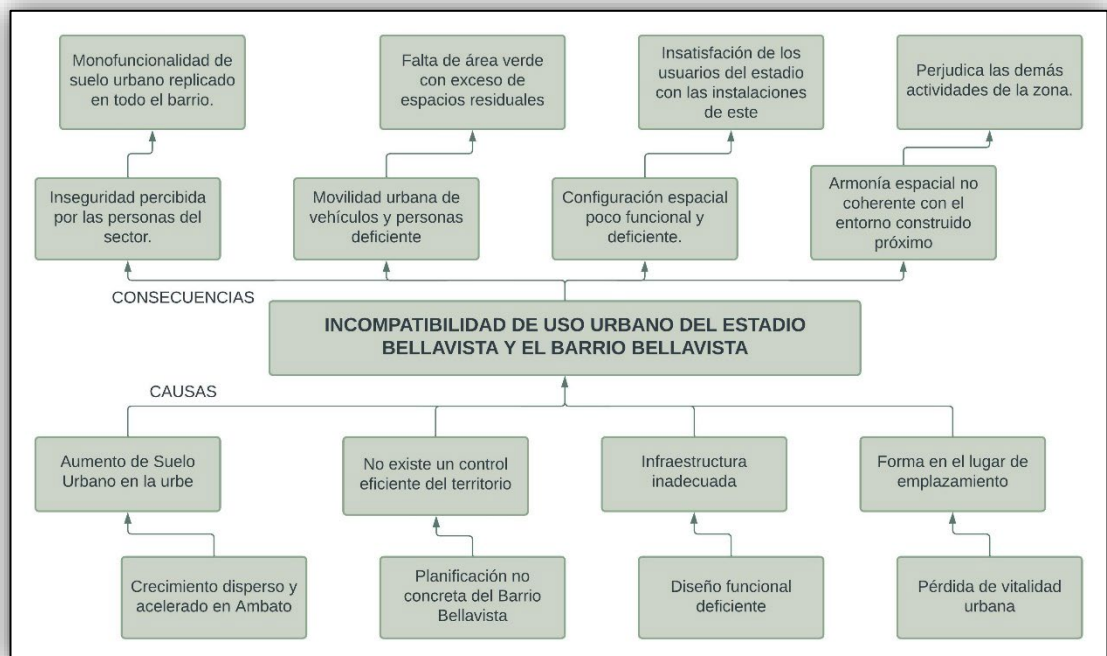 Monofuncionalidad de
suelo urbano replicado
en todo el barrio.
Falta de área verde
con exceso de
espacios residuales
Insatisfacción de los
usuarios del estadio
con las instalaciones
de este
Perjudica las demás
actividades de la zona.
Inseguridad percibida
por las personas del
sector.
Movilidad urbana de
vehículos y personas
deficiente
Configuración espacial
poco funcional y
deficiente.
Armonía espacial no
coherente con el
entorno construido
próximo
CONSECUENCIAS
INCOMPATIBILIDAD DE USO URBANO DEL ESTADIO
BELLAVISTA Y EL BARRIO BELLAVISTA
CAUSAS
Aumento de Suelo
Urbano en la urbe
No existe un control
eficiente del territorio
Infraestructura
inadecuada
Forma en el lugar de
emplazamiento
Crecimiento disperso y
acelerado en Ambato
Planificación no
concreta del Barrio
Bellavista
Diseño funcional
deficiente
Pérdida de vitalidad
urbana